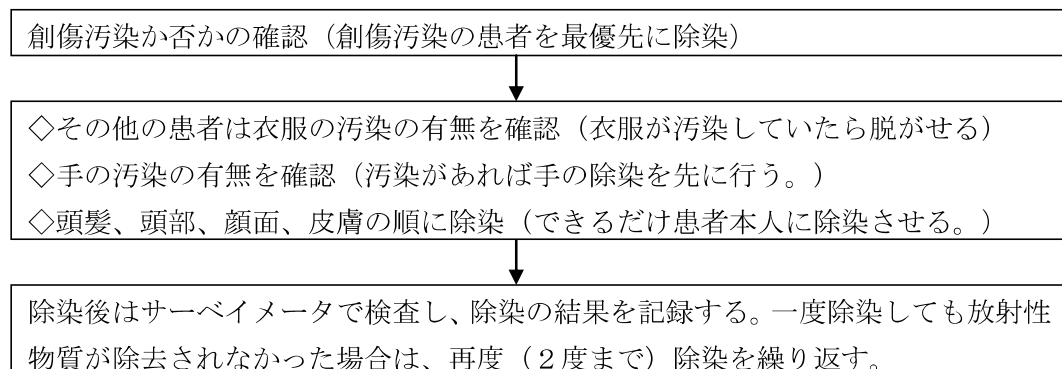 創傷汚染か否かの確認（創傷汚染の患者を最優先に除染）
◇その他の患者は衣服の汚染の有無を確認（衣服が汚染していたら脱がせる）
◇手の汚染の有無を確認（汚染があれば手の除染を先に行う。）
◇頭髪、頭部、顔面、皮膚の順に除染（できるだけ患者本人に除染させる。）
除染後はサーベイメータで検査し、除染の結果を記録する。一度除染しても放射性
物質が除去されなかった場合は、再度（２度まで）除染を繰り返す。